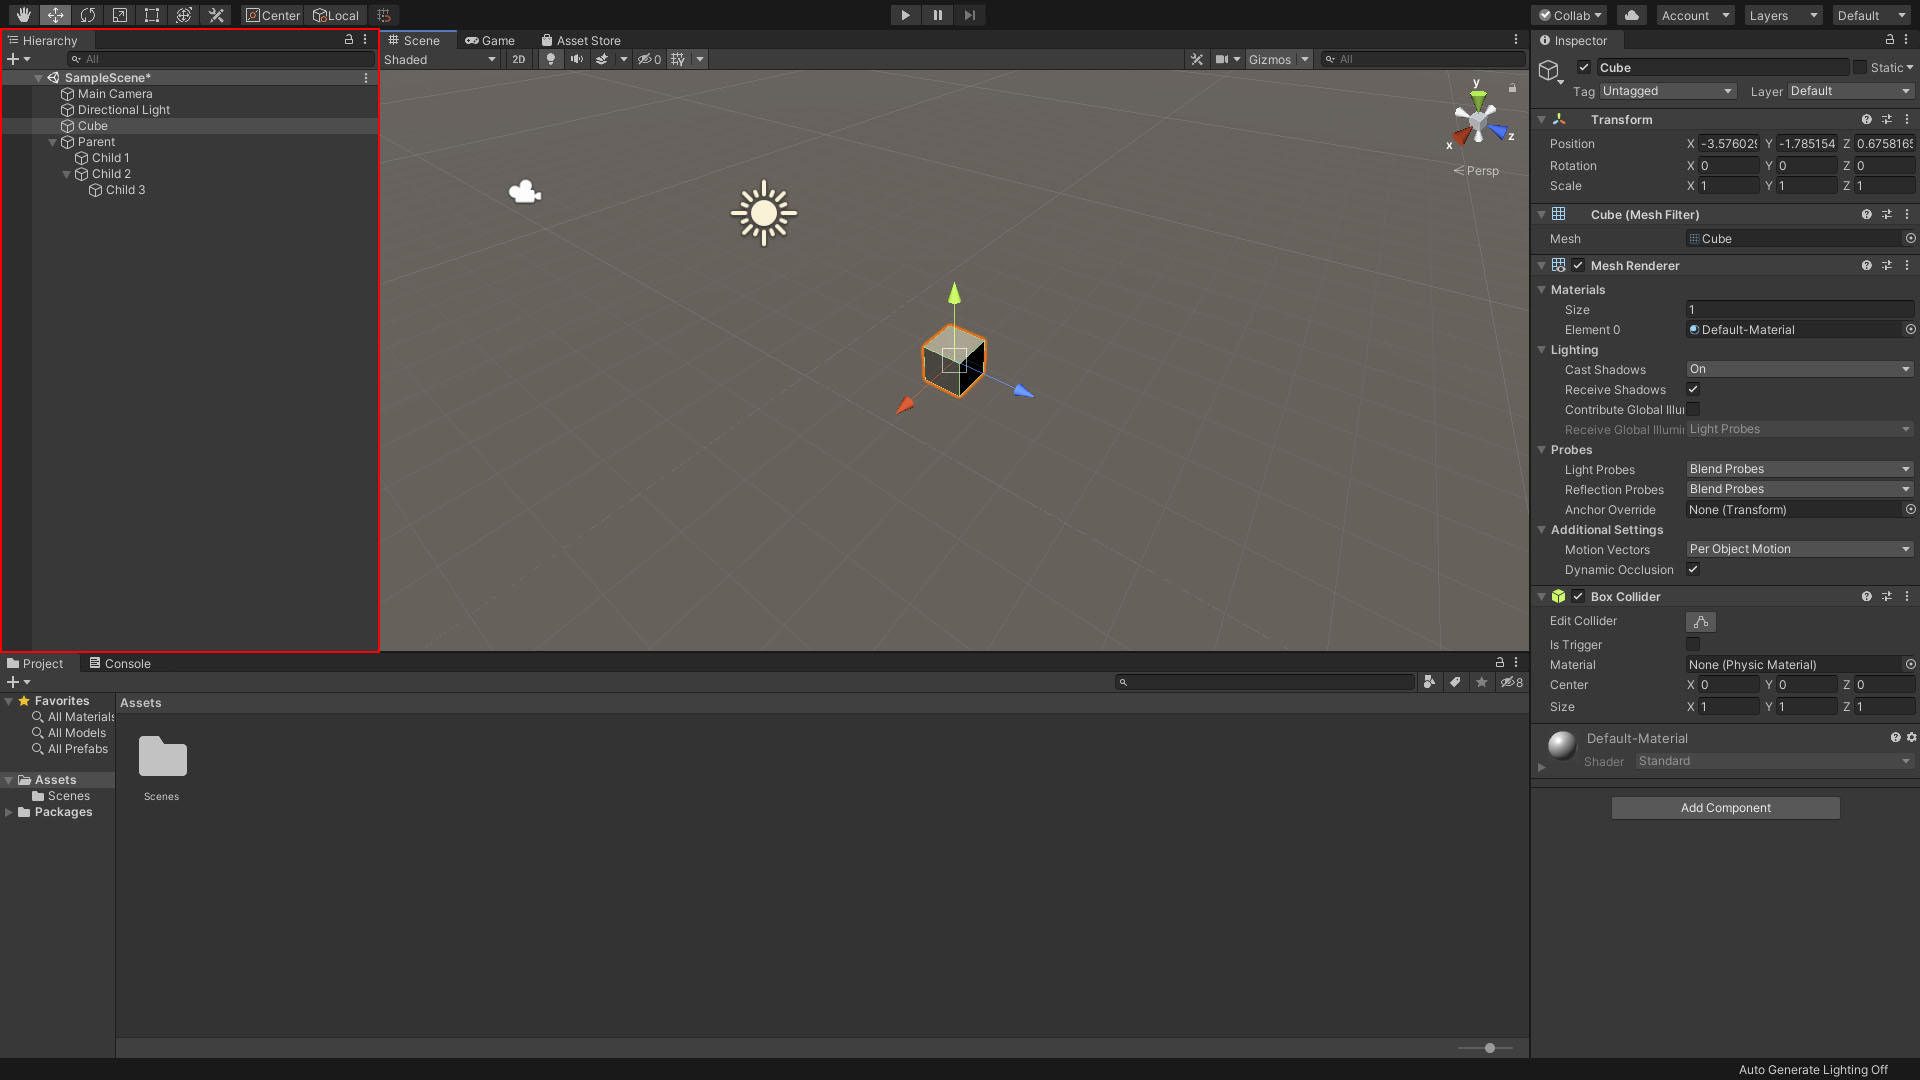 Center Local
Collab Account Layers Default
Hierarchy
All
SampleScene*
Main Camera
Directional Light
Cube
Parent
Child 1
Child 2
Child 3
Scene Game Asset Store
Shaded 2D 0 Gizmos All
y
z
x
Persp
Inspector
Cube Static
Tag Untagged Layer Default
Transform
Position X -3.57602 Y -1.785154 Z 0.675816
Rotation X 0 Y 0 Z 0
Scale X 1 Y 1 Z 1
Cube (Mesh Filter)
Mesh Cube
Mesh Renderer
Materials
Size 1
Element 0 Default-Material
Lighting
Cast Shadows On
Receive Shadows
Contribute Global Illu
Receive Global Illumi Light Probes
Probes
Light Probes Blend Probes
Reflection Probes Blend Probes
Anchor Override None (Transform)
Additional Settings
Motion Vectors Per Object Motion
Dynamic Occlusion
Box Collider
Edit Collider
Is Trigger
Material None (Physic Material)
Center X 0 Y 0 Z 0
Size X 1 Y 1 Z 1
Default-Material
Shader Standard
Add Component
Project Console
8
Favorites
All Materials
All Models
All Prefabs
Assets
Scenes
Packages
Assets
Scenes
Auto Generate Lighting Off